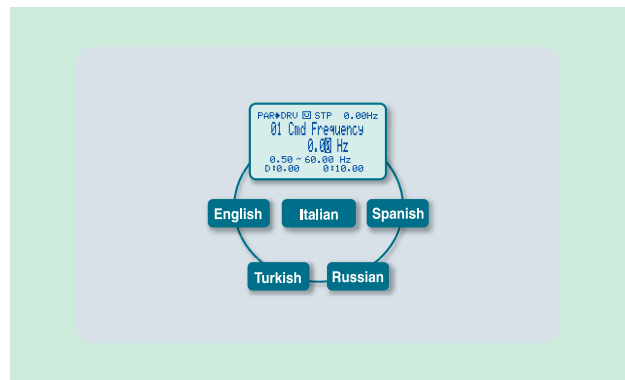 PAR➧DRV U STP 0.00Hz
01 Cmd Frequency
0.00 Hz
0.50 ~ 60.00 Hz
D:0.00 0:10.00
English Italian Spanish
Turkish Russian